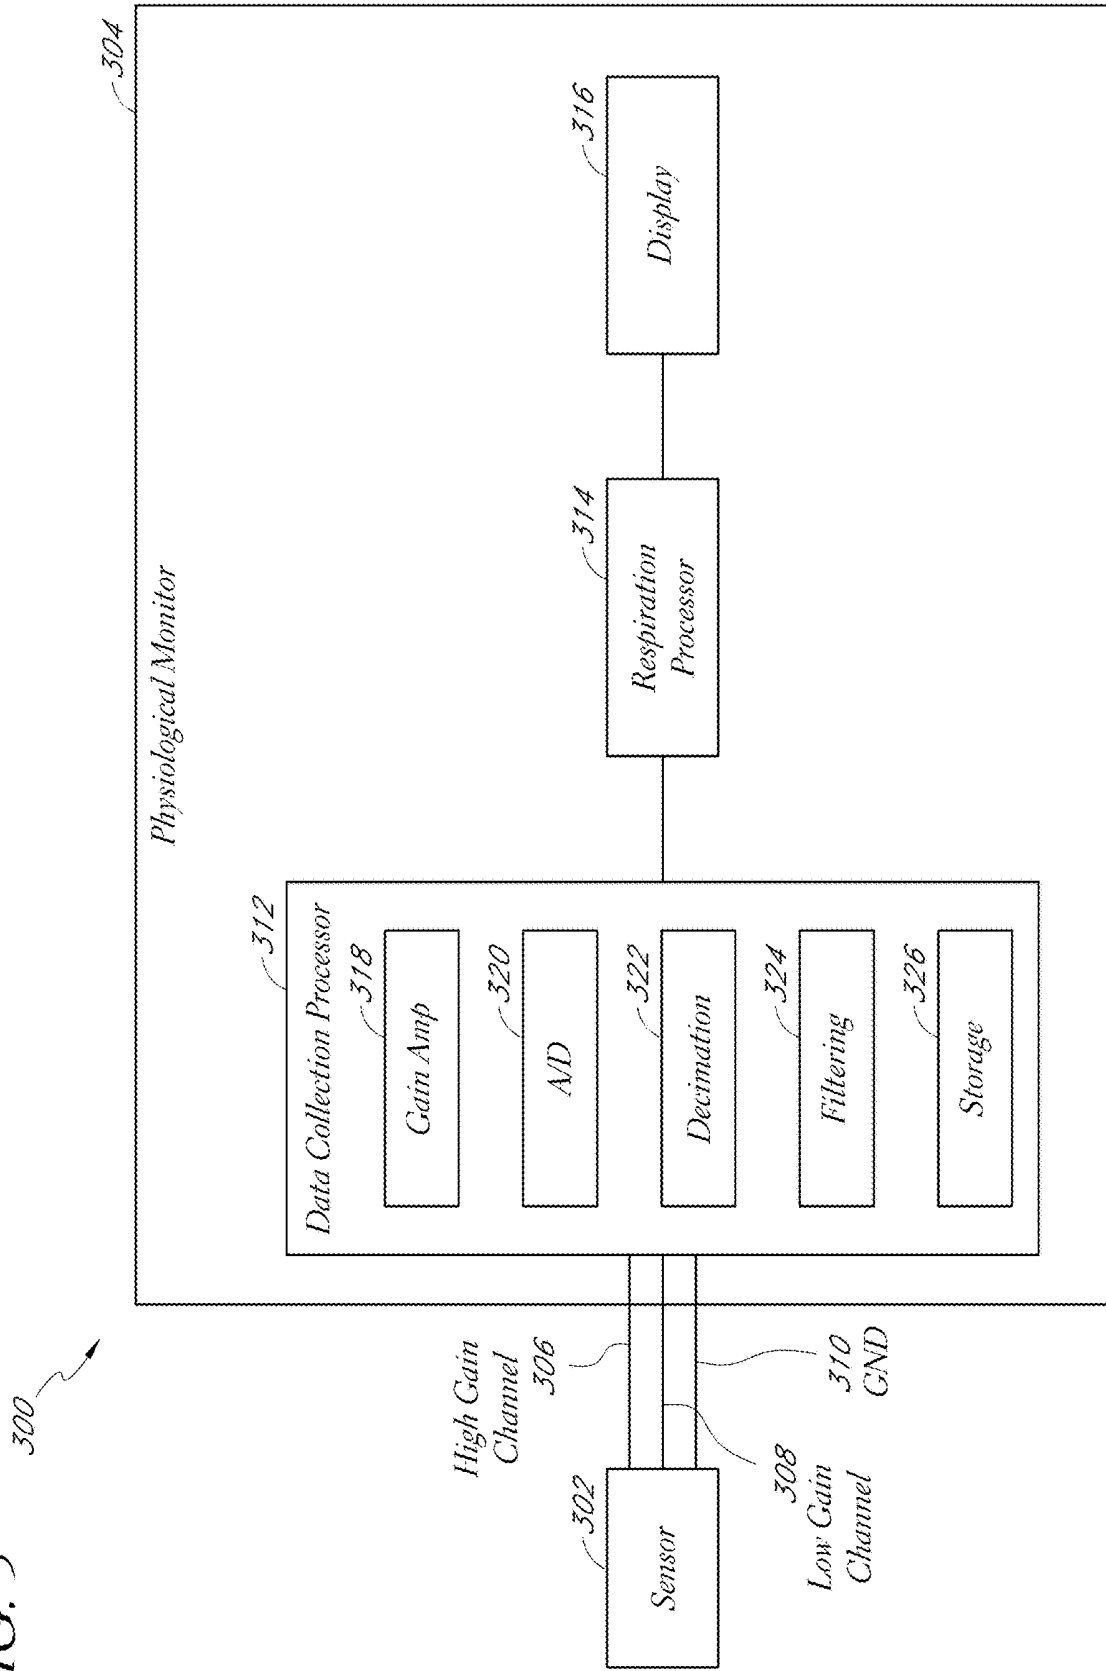 300
304
Physiological Monitor
312
Data Collection Processor
318
Gain Amp
320
A/D
322
Decimation
324
Filtering
326
Storage
314
Respiration
Processor
316
Display
High Gain
Channel
306
302
Sensor
308
Low Gain
Channel
310
GND